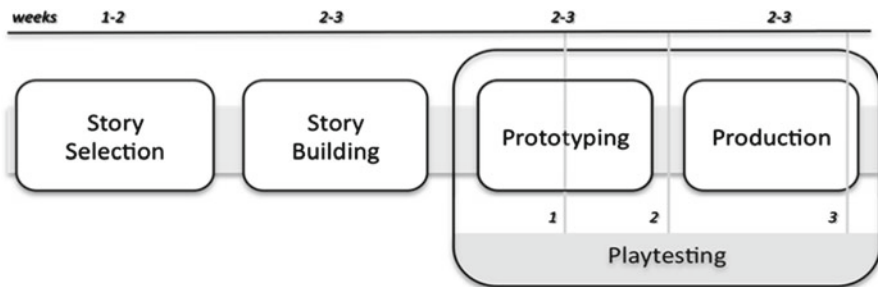 weeks 1-2 2-3 2-3 2-3
Story
Selection
Story
Building
Prototyping
Production
1 2 3
Playtesting